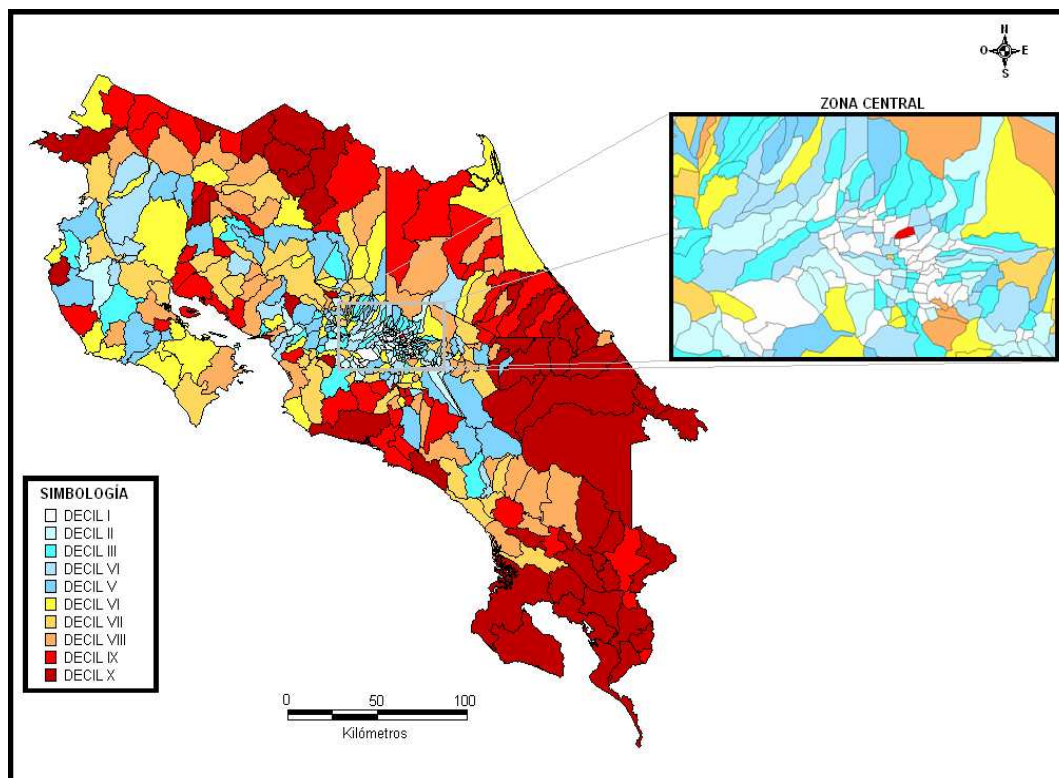 N
O E
S
ZONA CENTRAL
SIMBOLOGÍA
DECIL I
DECIL II
DECIL III
DECIL VI
DECIL V
DECIL VI
DECIL VII
DECIL VIII
DECIL IX
DECIL X
0 50 100
Kilómetros